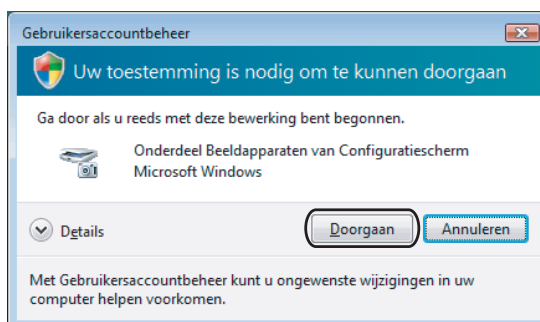 Gebruikersaccountbeheer
Uw toestemming is nodig om te kunnen doorgaan
Ga door als u reeds met deze bewerking bent begonnen.
Onderdeel Beeldapparaten van Configuratiescherm
Microsoft Windows
Details
Doorgaan
Annuleren
Met Gebruikersaccountbeheer kunt u ongewenste wijzigingen in uw
computer helpen voorkomen.